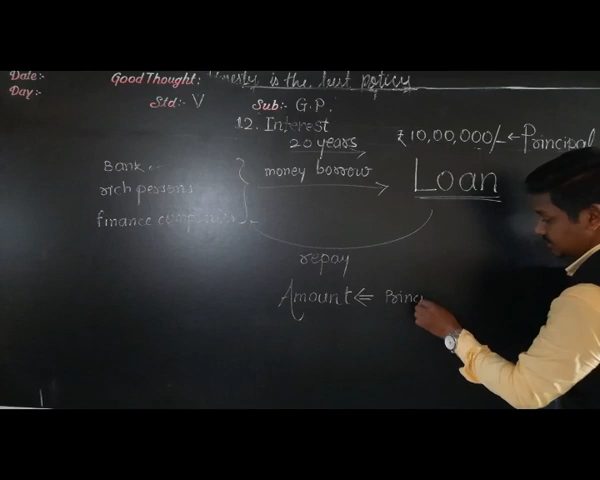 Date:-
Good Thought: Honesty is the best policy
Day:-
Std:- V
Sub:- G.P.
12. Interest
20 years
₹10,00,000/- ← Principal
Bank
rich persons
finance companies
money borrow
Loan
repay
Amount ⇐ Princ